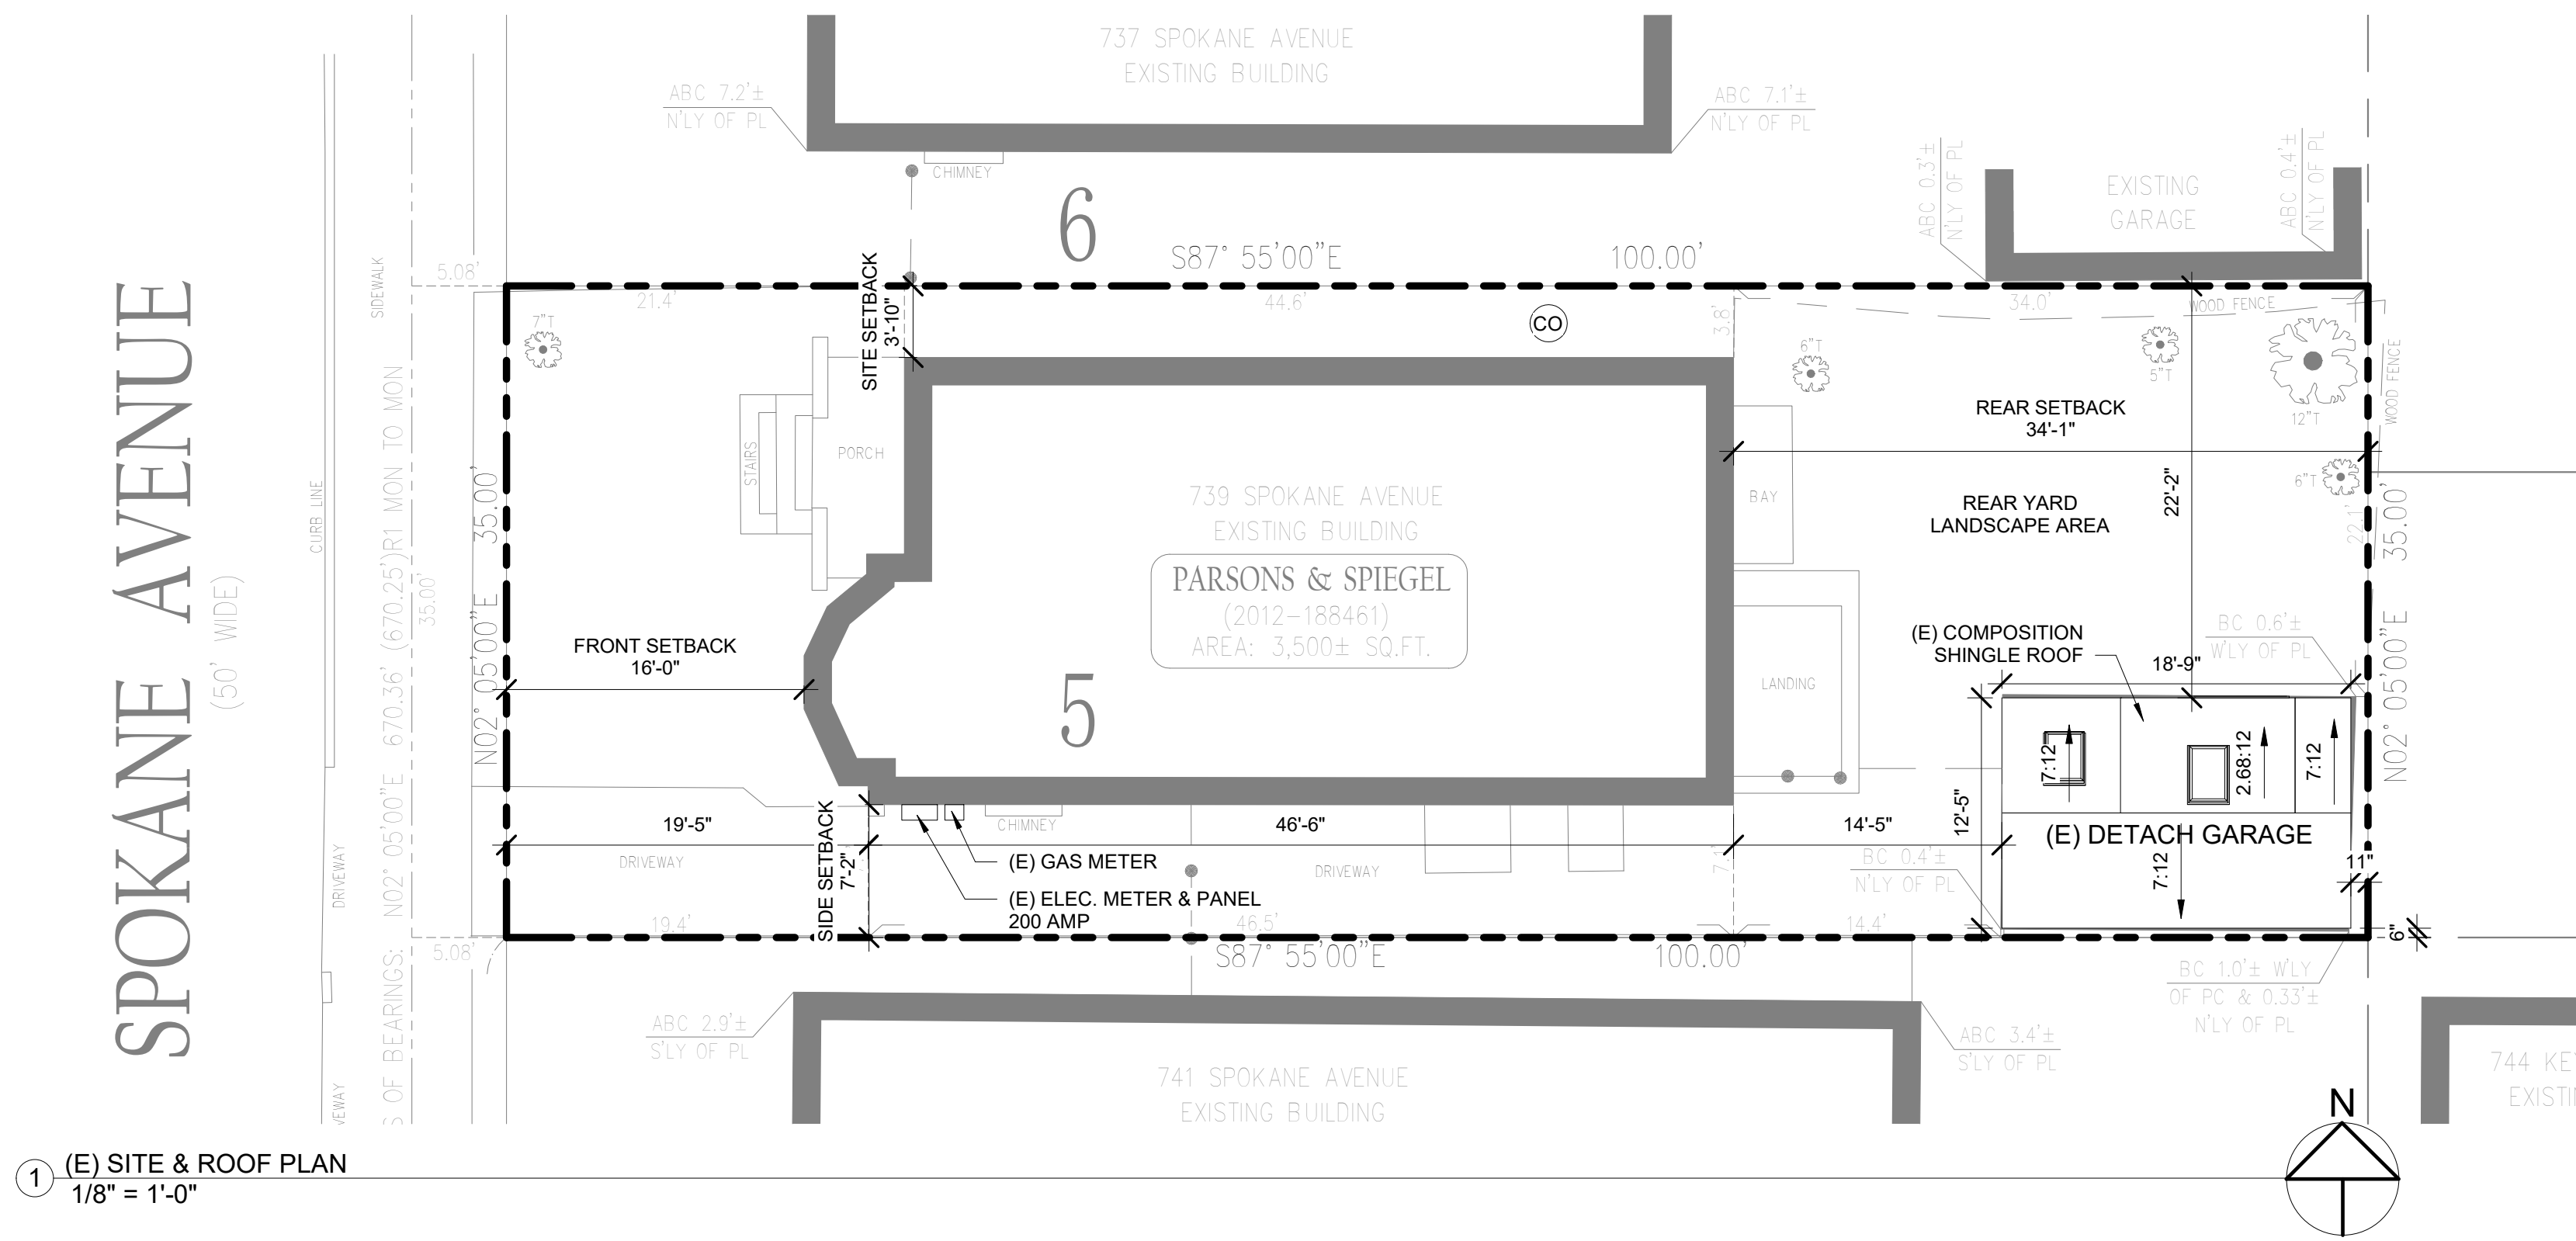 737 SPOKANE AVENUE
EXISTING BUILDING
ABC 7.2'±
N'LY OF PL
ABC 7.1'±
N'LY OF PL
CHIMNEY
ABC 0.3'±
N'LY OF PL
EXISTING
GARAGE
ABC 0.4'±
N'LY OF PL
6
S87° 55'00"E
100.00'
5.08'
SIDEWALK
21.4'
SITE SETBACK
3'-10"
44.6'
CO
3.8'
34.0'
WOOD FENCE
7"T
6"T
5"T
12"T
WOOD FENCE
SPOKANE AVENUE
(50' WIDE)
CURB LINE
S OF BEARINGS: N02° 05'00"E 670.36' (670.25')R1 MON TO MON
35.00'
N02° 05'00"E 35.00'
STAIRS
PORCH
739 SPOKANE AVENUE
EXISTING BUILDING
PARSONS & SPIEGEL
(2012-188461)
AREA: 3,500± SQ.FT.
5
BAY
REAR SETBACK
34'-1"
22'-2"
6"T
REAR YARD
LANDSCAPE AREA
22.1'
N02° 05'00"E 35.00'
FRONT SETBACK
16'-0"
LANDING
(E) COMPOSITION
SHINGLE ROOF
BC 0.6'±
W'LY OF PL
18'-9"
7:12
2.68:12
7:12
12'-5"
(E) DETACH GARAGE
7:12
11"
6"
DRIVEWAY
19'-5"
DRIVEWAY
SIDE SETBACK
7'-2"
CHIMNEY
46'-6"
(E) GAS METER
(E) ELEC. METER & PANEL
200 AMP
DRIVEWAY
7.1'
14'-5"
BC 0.4'±
N'LY OF PL
19.4'
46.5'
14.4'
5.08'
S87° 55'00"E
100.00'
BC 1.0'± W'LY
OF PC & 0.33'±
N'LY OF PL
ABC 2.9'±
S'LY OF PL
ABC 3.4'±
S'LY OF PL
741 SPOKANE AVENUE
EXISTING BUILDING
744 KE
EXISTI
VEWAY
N
1
(E) SITE & ROOF PLAN
1/8" = 1'-0"